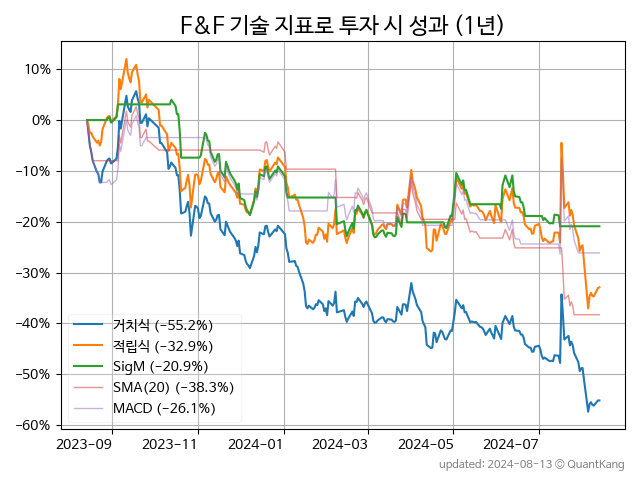 F&F 기술 지표로 투자 시 성과 (1년)
10%
0%
−10%
−20%
−30%
−40%
−50%
−60%
거치식 (−55.2%)
적립식 (−32.9%)
SigM (−20.9%)
SMA(20) (−38.3%)
MACD (−26.1%)
2023-09 2023-11 2024-01 2024-03 2024-05 2024-07
updated: 2024-08-13 © QuantKang